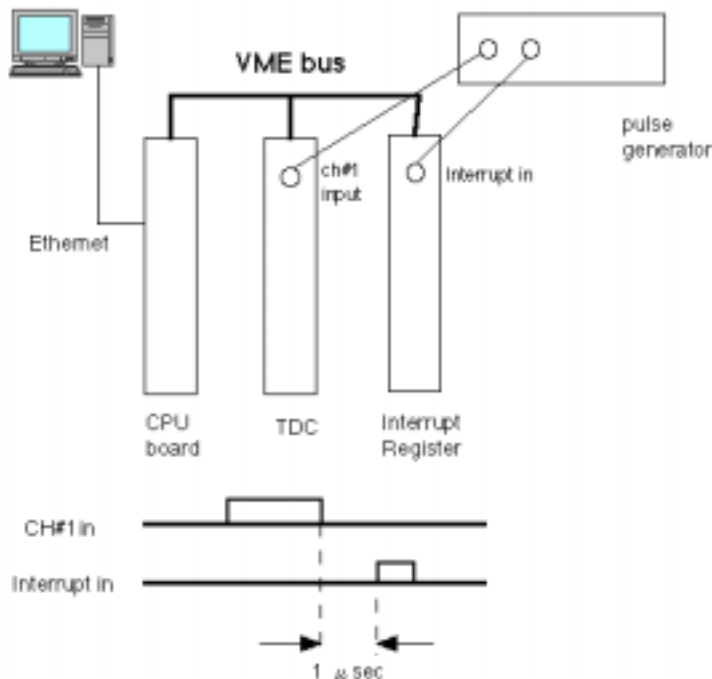 VME bus
pulse
generator
ch#1
input
Interrupt in
Ethernet
CPU
board
TDC
Interrupt
Register
CH#1 in
Interrupt in
1 μ sec